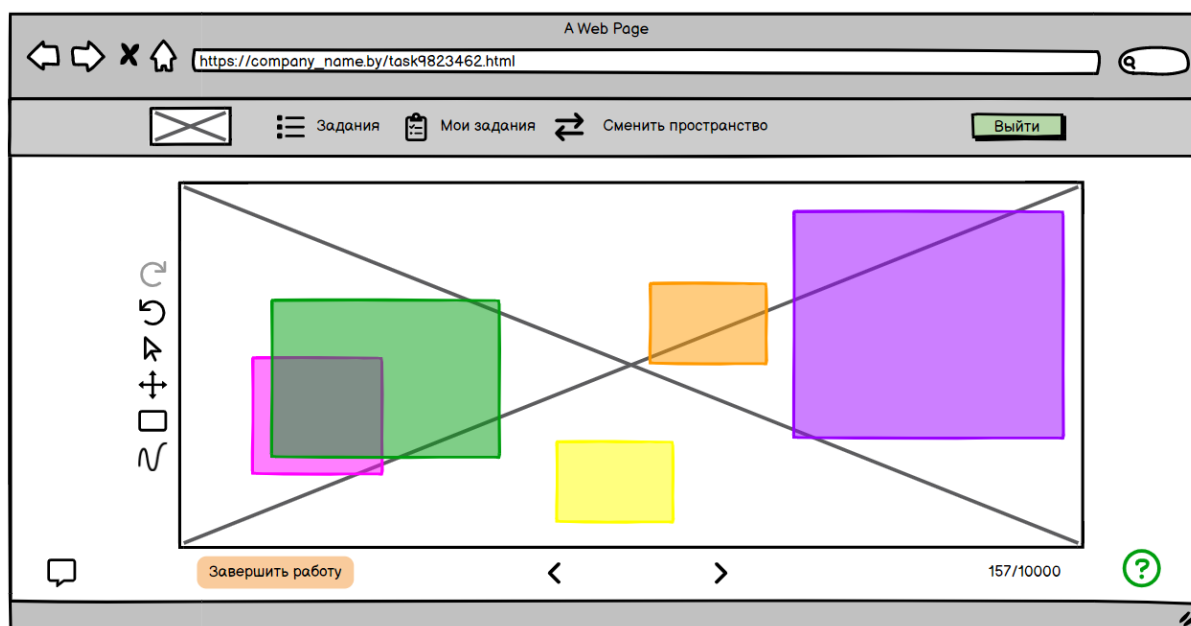 A Web Page
https://company_name.by/task9823462.html
Задания
Мои задания
Сменить пространство
Выйти
Завершить работу
157/10000
?